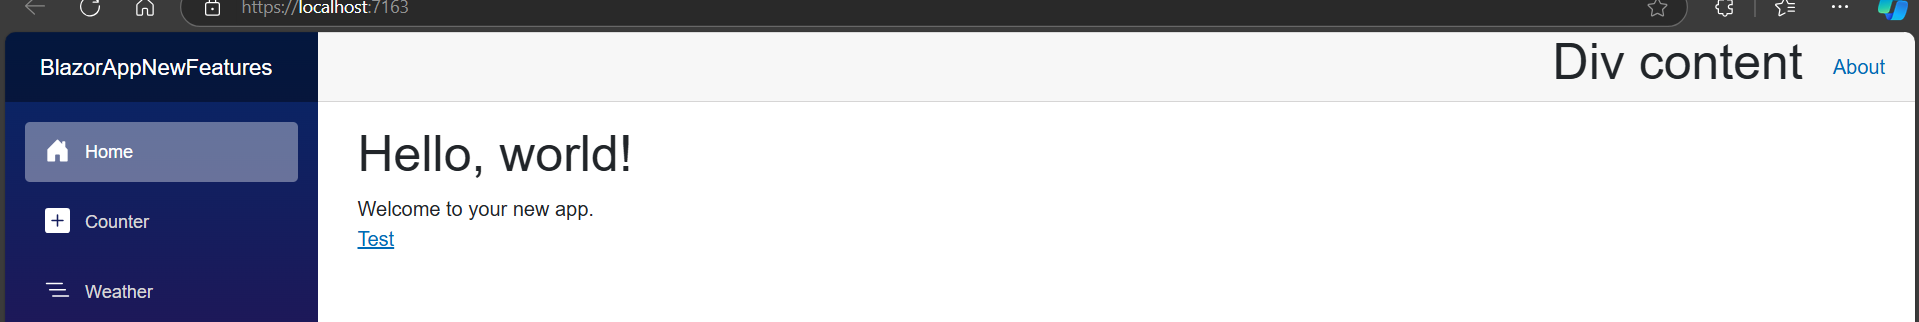 https://localhost:7163
BlazorAppNewFeatures
Div content
About
Home
Hello, world!
Counter
Welcome to your new app.
Test
Weather